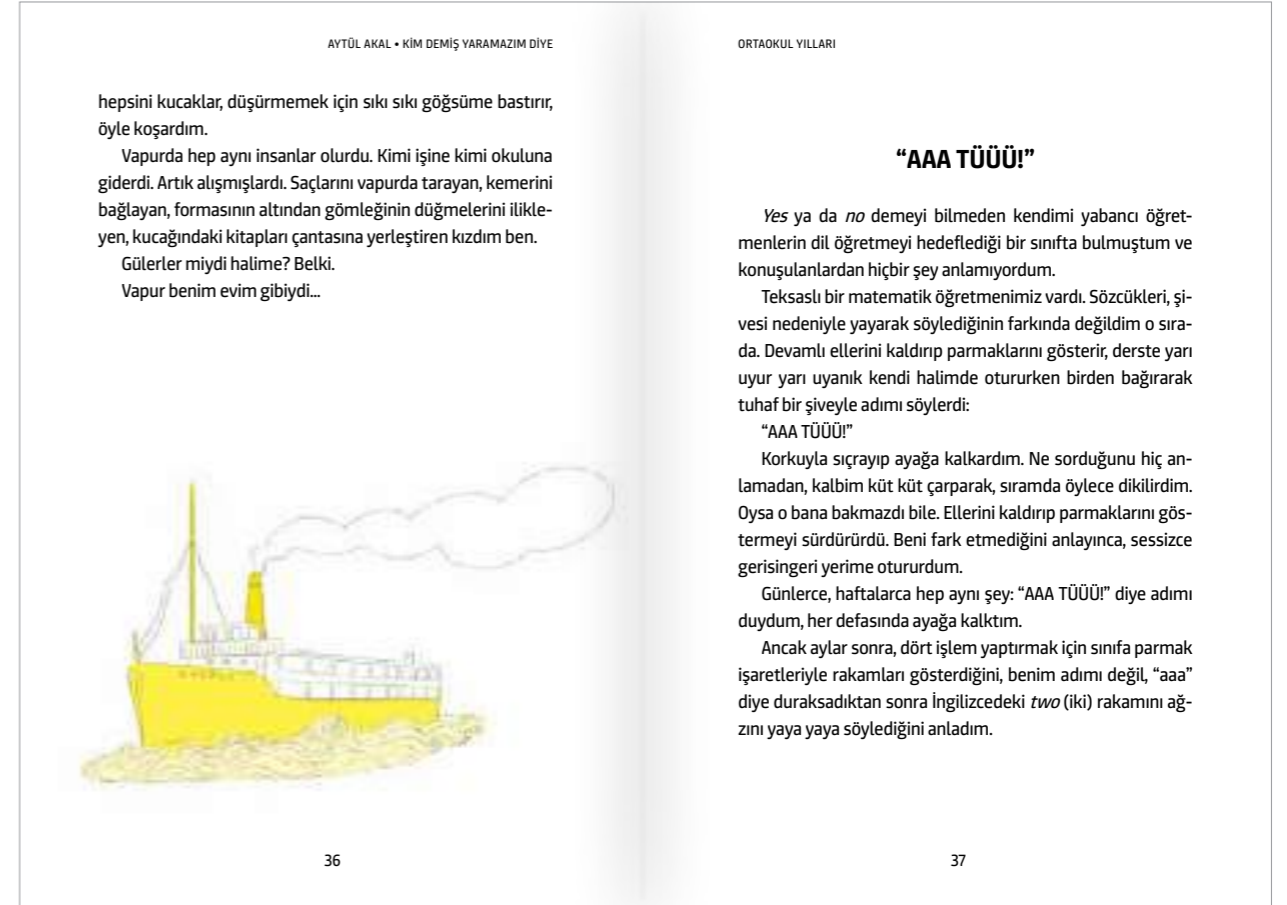 AYTÜL AKAL • KİM DEMİŞ YARAMAZIM DİYE
hepsini kucaklar, düşürmemek için sıkı sıkı göğsüme bastırır,
öyle koşardım.
Vapurda hep aynı insanlar olurdu. Kimi işine kimi okuluna
giderdi. Artık alışmışlardı. Saçlarını vapurda tarayan, kemerini
bağlayan, formasının altından gömleğinin düğmelerini ilikle-
yen, kucağındaki kitapları çantasına yerleştiren kızdım ben.
Gülerler miydi halime? Belki.
Vapur benim evim gibiydi...
36
ORTAOKUL YILLARI
“AAA TÜÜÜ!”
Yes ya da no demeyi bilmeden kendimi yabancı öğret-
menlerin dil öğretmeyi hedeflediği bir sınıfta bulmuştum ve
konuşulanlardan hiçbir şey anlamıyordum.
Teksaslı bir matematik öğretmenimiz vardı. Sözcükleri, şi-
vesi nedeniyle yayarak söylediğinin farkında değildim o sıra-
da. Devamlı ellerini kaldırıp parmaklarını gösterir, derste yarı
uyur yarı uyanık kendi halimde otururken birden bağırarak
tuhaf bir şiveyle adımı söylerdi:
“AAA TÜÜÜ!”
Korkuyla sıçrayıp ayağa kalkardım. Ne sorduğunu hiç an-
lamadan, kalbim küt küt çarparak, sıramda öylece dikilirdim.
Oysa o bana bakmazdı bile. Ellerini kaldırıp parmaklarını gös-
termeyi sürdürürdü. Beni fark etmediğini anlayınca, sessizce
gerisingeri yerime otururdum.
Günlerce, haftalarca hep aynı şey: “AAA TÜÜÜ!” diye adımı
duydum, her defasında ayağa kalktım.
Ancak aylar sonra, dört işlem yaptırmak için sınıfa parmak
işaretleriyle rakamları gösterdiğini, benim adımı değil, “aaa”
diye duraksadıktan sonra İngilizcedeki two (iki) rakamını ağ-
zını yaya yaya söylediğini anladım.
37